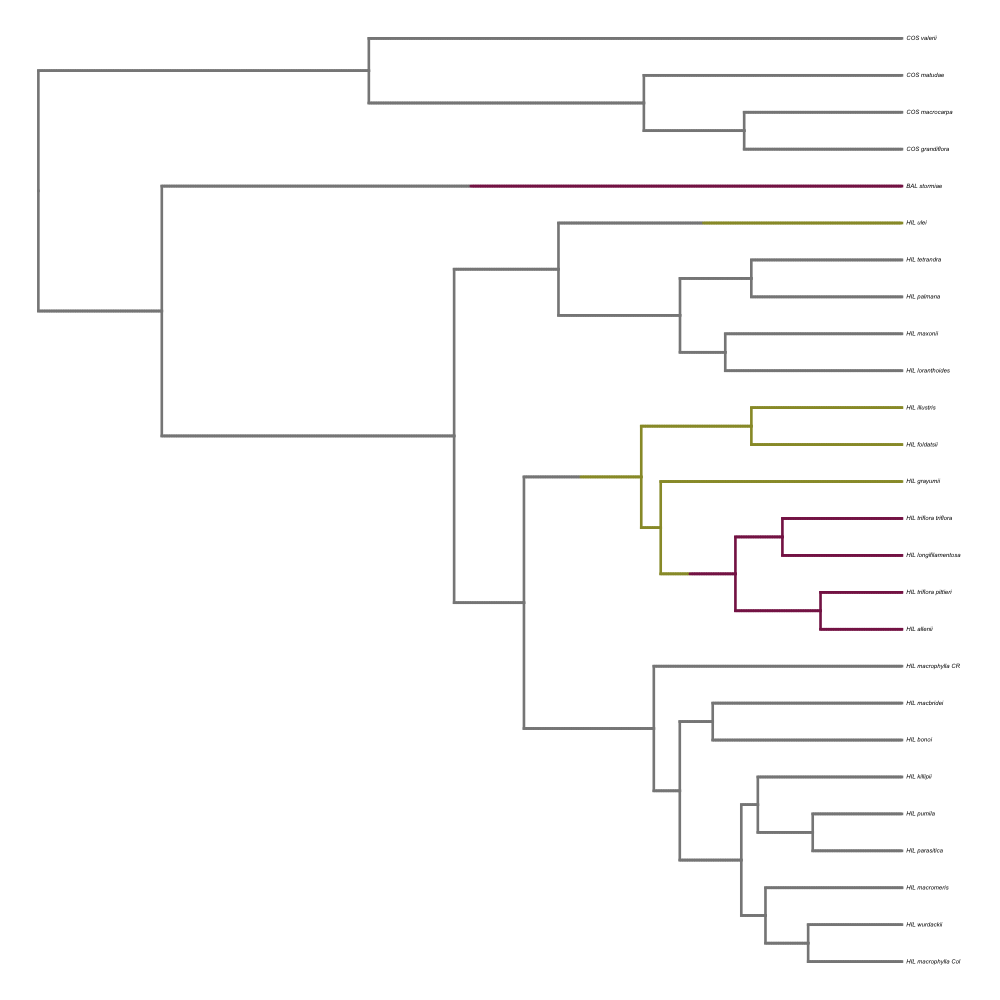 COS valerii
COS matudae
COS macrocarpa
COS grandiflora
BAL stormiae
HIL ulei
HIL tetrandra
HIL palmana
HIL maxonii
HIL loranthoides
HIL illustris
HIL foldatsii
HIL grayumii
HIL triflora triflora
HIL longifilamentosa
HIL triflora pittieri
HIL allenii
HIL macrophylla CR
HIL macbridei
HIL bonoi
HIL killipii
HIL pumila
HIL parasitica
HIL macromeris
HIL wurdackii
HIL macrophylla Col